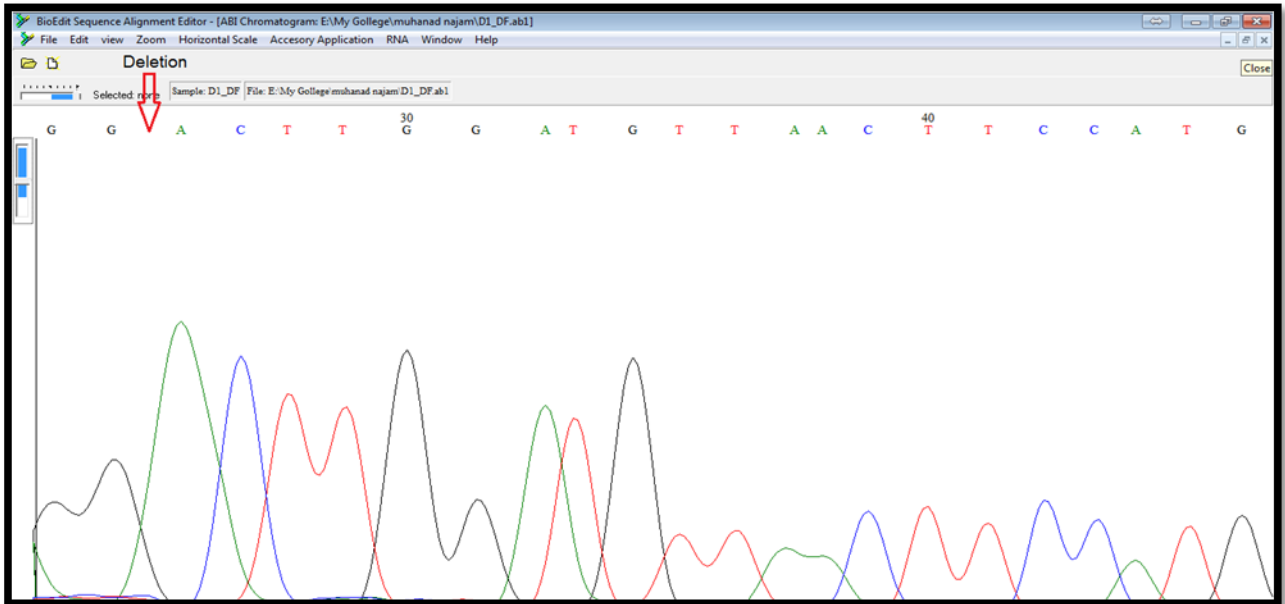 BioEdit Sequence Alignment Editor - [ABI Chromatogram: E:\My Gollege\muhanad najam\D1_DF.ab1]
File Edit view Zoom Horizontal Scale Accesory Application RNA Window Help
Deletion
Close
Selected: none Sample: D1_DF File: E:\My Gollege\muhanad najam\D1_DF.ab1
30 40
G G A C T T G G A T G T T A A C T T C C A T G